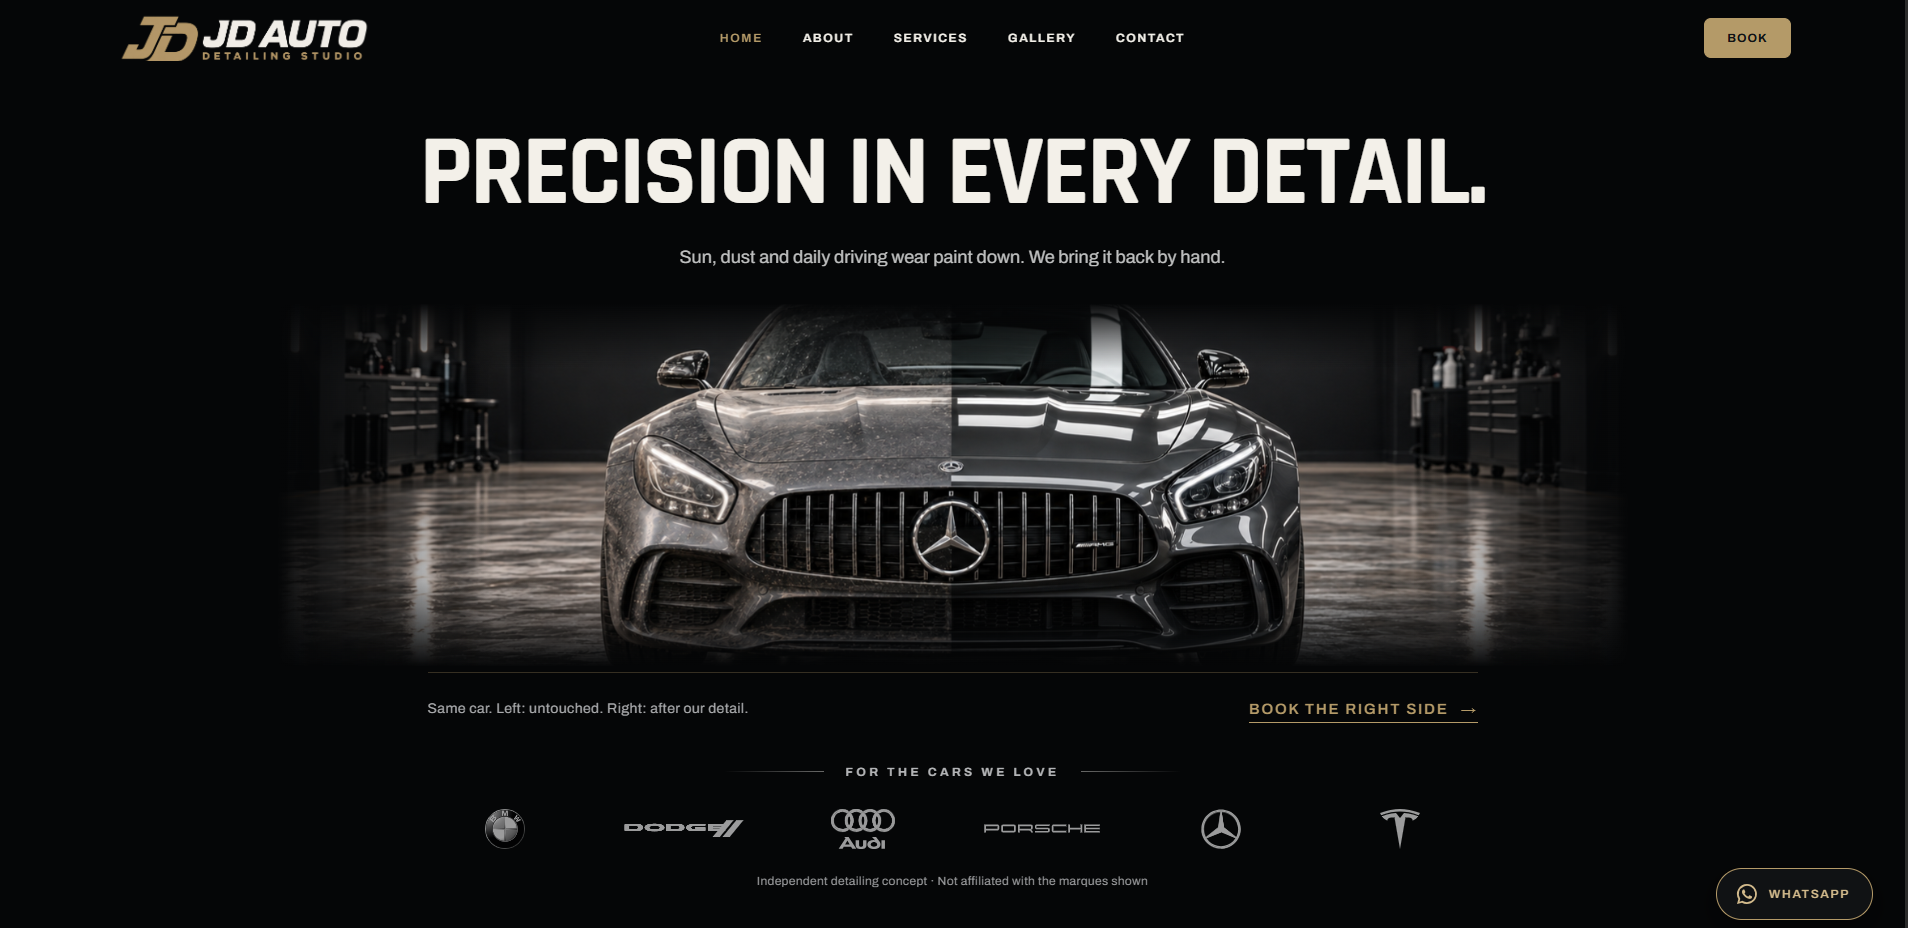 JD JD AUTO
DETAILING STUDIO
HOME ABOUT SERVICES GALLERY CONTACT
BOOK
PRECISION IN EVERY DETAIL.
Sun, dust and daily driving wear paint down. We bring it back by hand.
AMG
Same car. Left: untouched. Right: after our detail.
BOOK THE RIGHT SIDE →
FOR THE CARS WE LOVE
BMW DODGE Audi PORSCHE
Independent detailing concept · Not affiliated with the marques shown
WHATSAPP